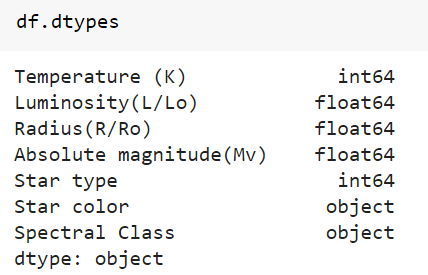 df.dtypes
Temperature (K) int64
Luminosity(L/Lo) float64
Radius(R/Ro) float64
Absolute magnitude(Mv) float64
Star type int64
Star color object
Spectral Class object
dtype: object